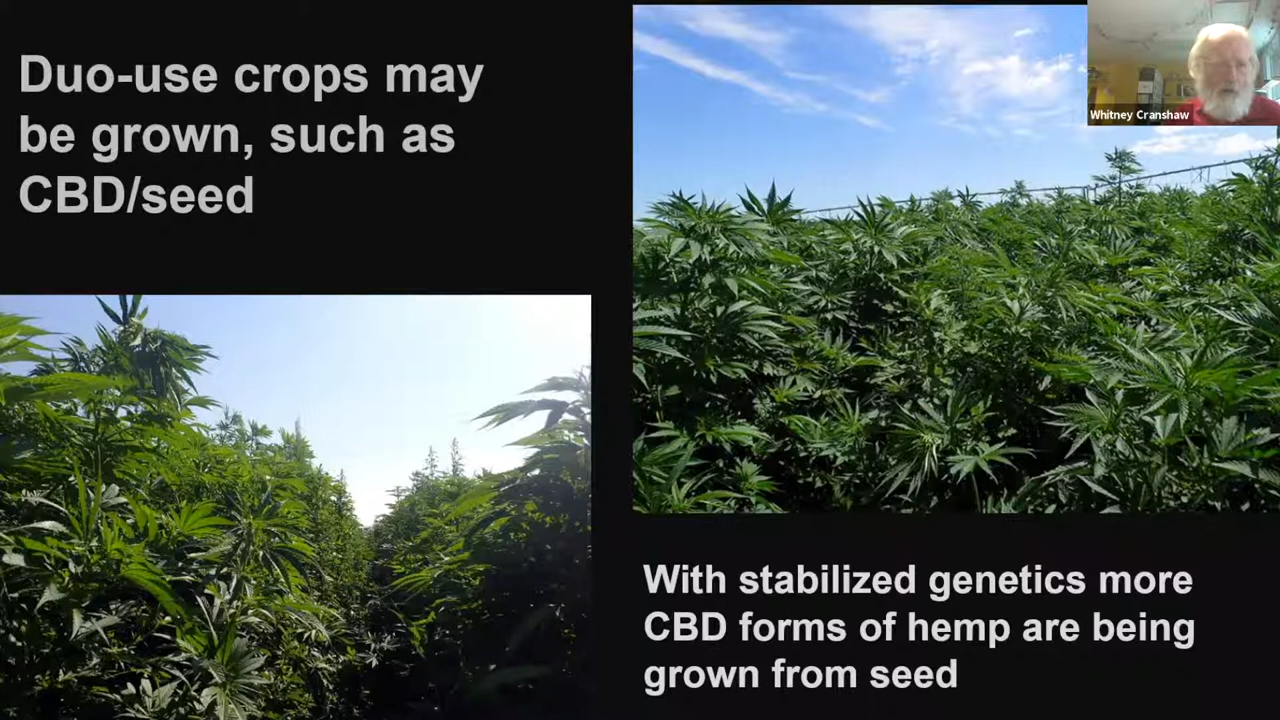 Duo-use crops may
be grown, such as
CBD/seed
Whitney Cranshaw
With stabilized genetics more
CBD forms of hemp are being
grown from seed